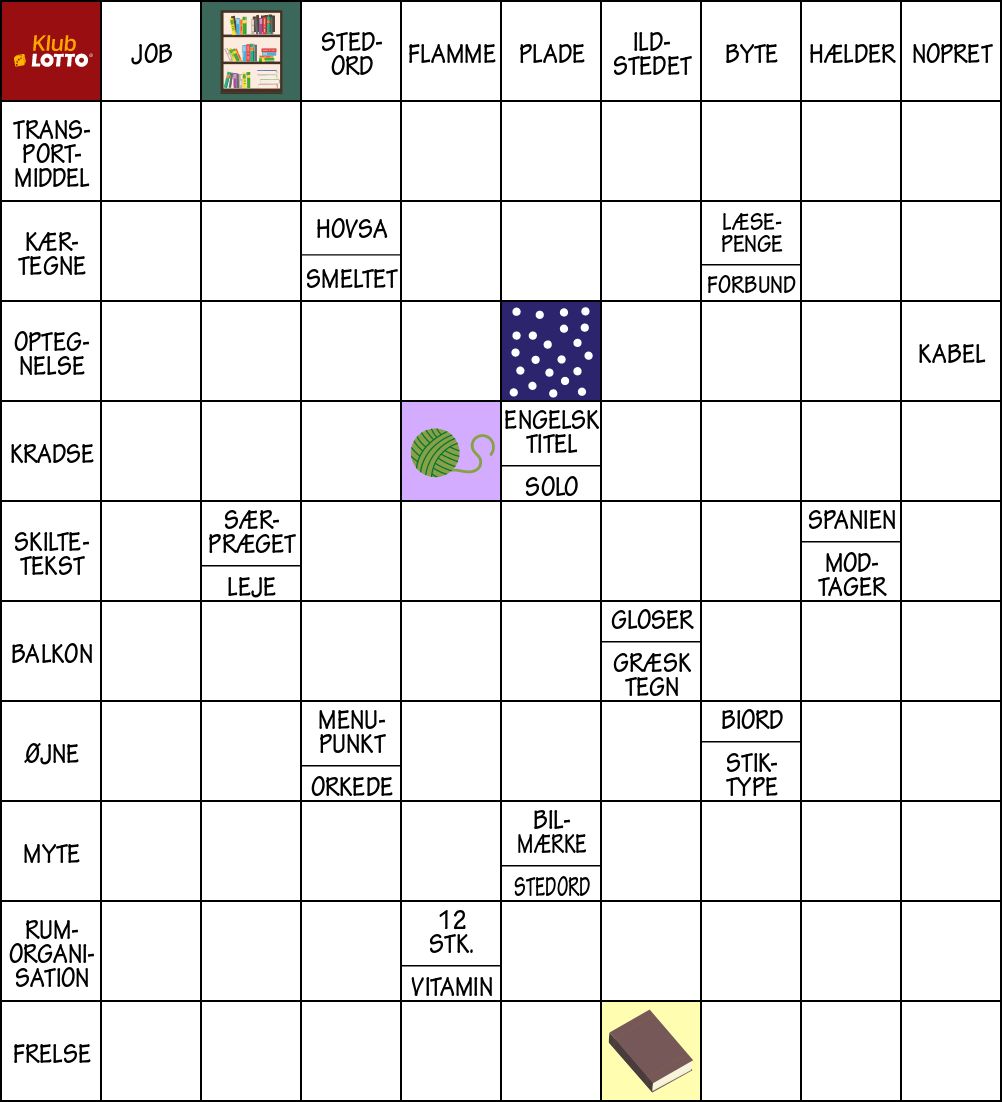 Klub
LOTTO
JOB
STED-
ORD
FLAMME
PLADE
ILD-
STEDET
BYTE
HÆLDER
NOPRET
TRANS-
PORT-
MIDDEL
KÆR-
TEGNE
HOVSA
SMELTET
LÆSE-
PENGE
FORBUND
OPTEG-
NELSE
KABEL
KRADSE
ENGELSK
TITEL
SOLO
SKILTE-
TEKST
SÆR-
PRÆGET
LEJE
SPANIEN
MOD-
TAGER
BALKON
GLOSER
GRÆSK
TEGN
ØJNE
MENU-
PUNKT
ORKEDE
BIORD
STIK-
TYPE
MYTE
BIL-
MÆRKE
STEDORD
RUM-
ORGANI-
SATION
12
STK.
VITAMIN
FRELSE